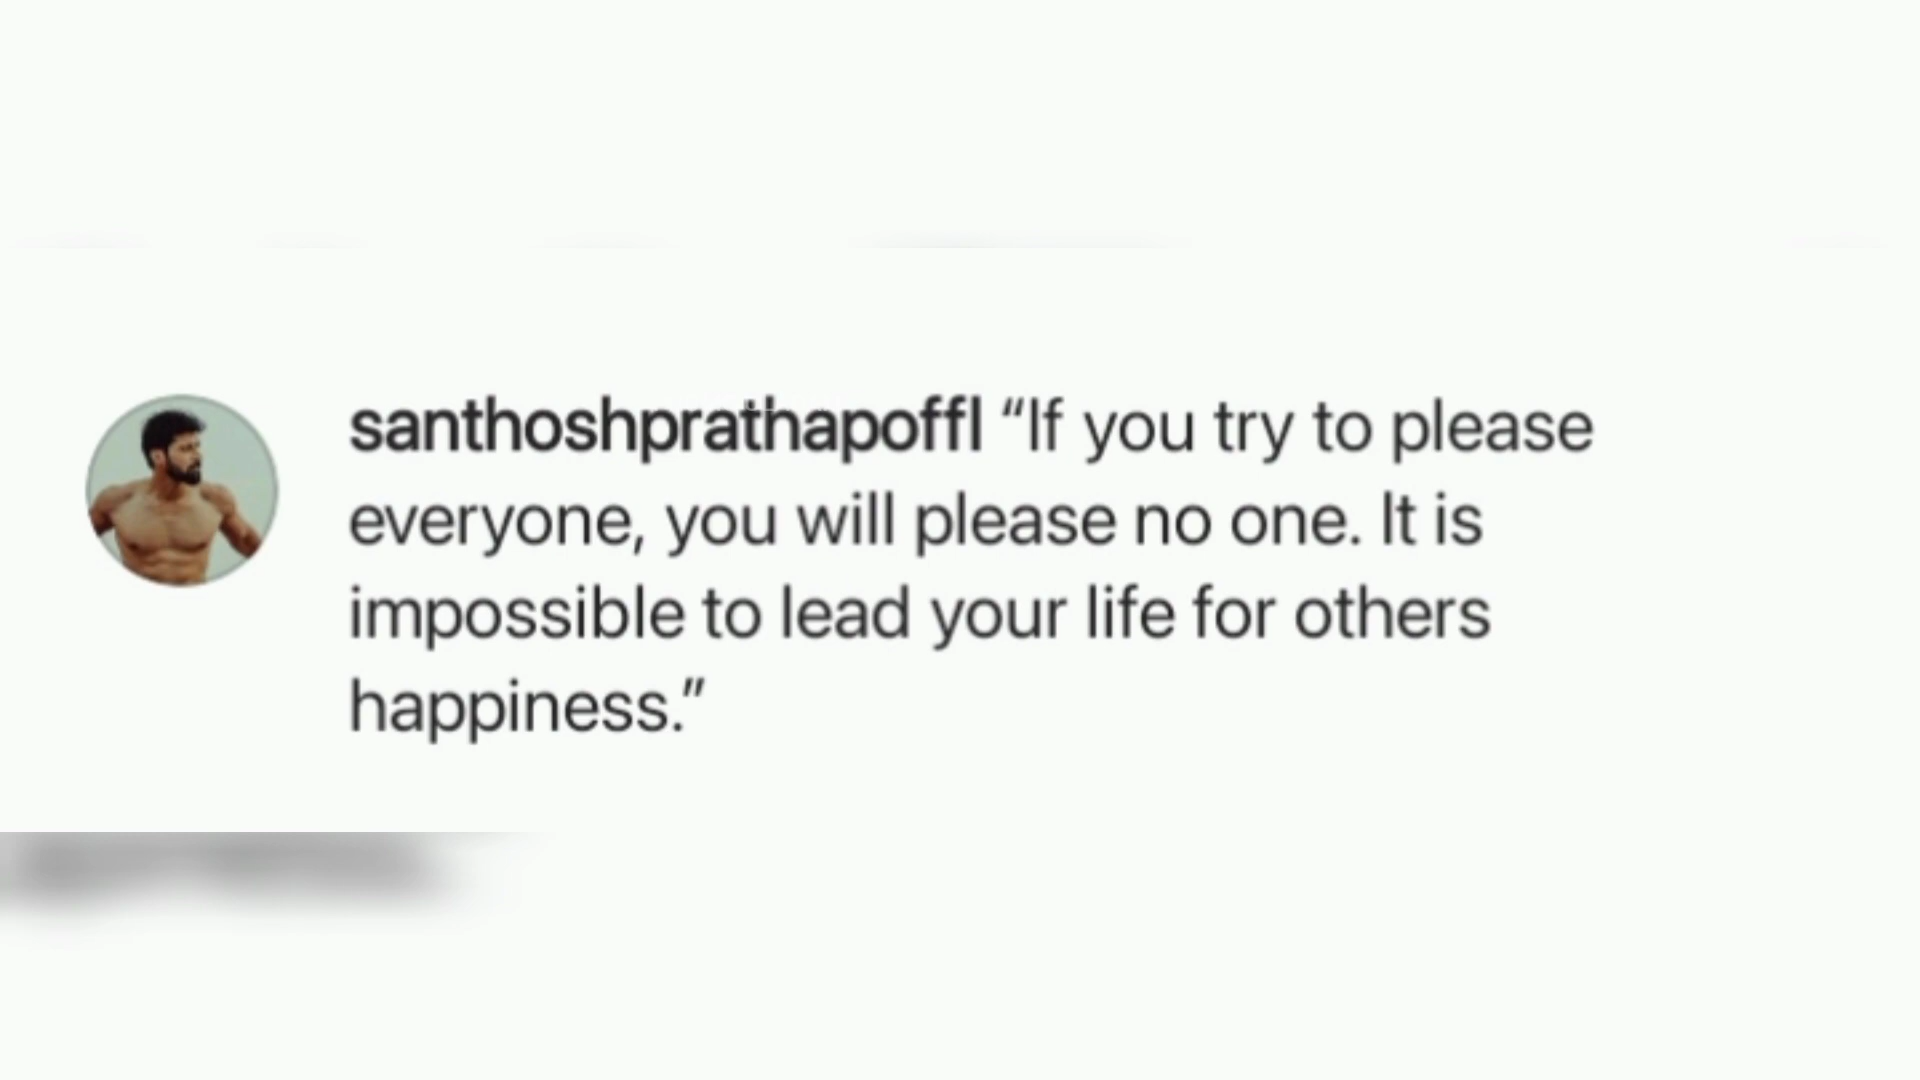 santhoshprathapoffl “If you try to please
everyone, you will please no one. It is
impossible to lead your life for others
happiness.”